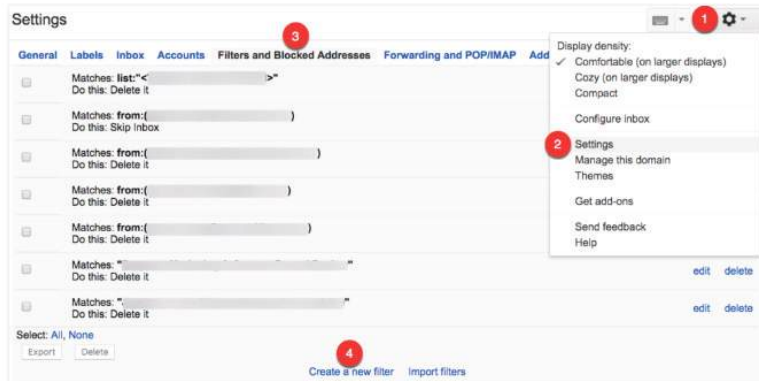 Settings
1
3
General Labels Inbox Accounts Filters and Blocked Addresses Forwarding and POP/IMAP Add
Matches: list:"< >"
Do this: Delete it
Matches: from:( )
Do this: Skip Inbox
Matches: from:( )
Do this: Delete it
Matches: from:( )
Do this: Delete it
Matches: from:( )
Do this: Delete it
Matches: " "
Do this: Delete it
edit delete
Matches: " "
Do this: Delete it
edit delete
Select: All, None
Export Delete
4
Create a new filter Import filters
Display density:
✓ Comfortable (on larger displays)
Cozy (on larger displays)
Compact
Configure inbox
2 Settings
Manage this domain
Themes
Get add-ons
Send feedback
Help